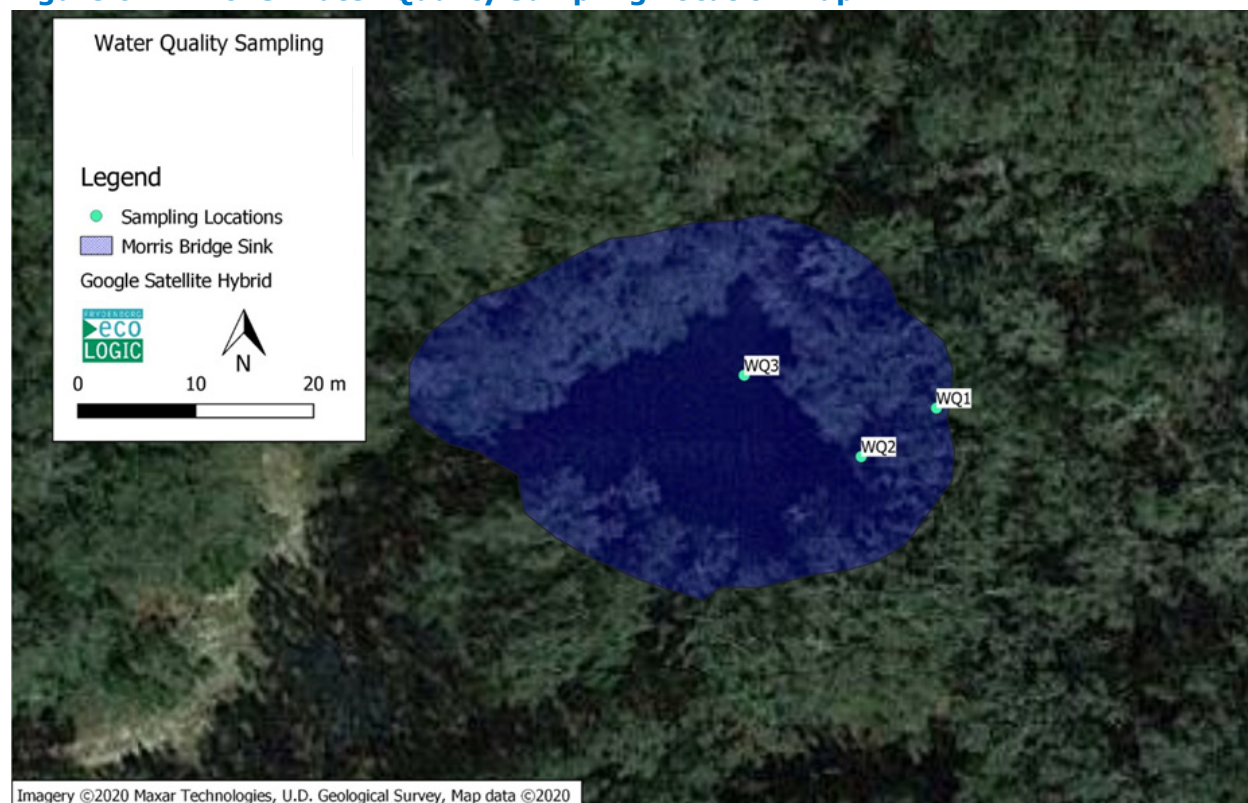 Water Quality Sampling
Legend
Sampling Locations
Morris Bridge Sink
Google Satellite Hybrid
FRYDENBORG
eco
LOGIC
N
0 10 20 m
WQ3
WQ1
WQ2
Imagery ©2020 Maxar Technologies, U.D. Geological Survey, Map data ©2020